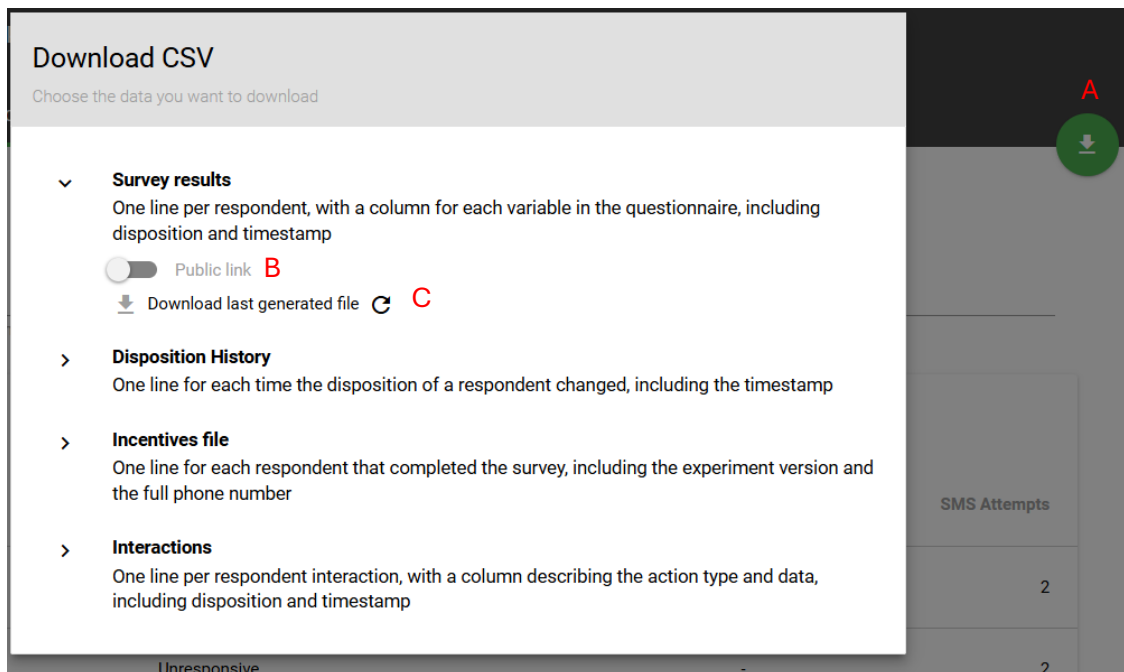 Download CSV
Choose the data you want to download
A
Survey results
One line per respondent, with a column for each variable in the questionnaire, including
disposition and timestamp
Public link B
Download last generated file C
Disposition History
One line for each time the disposition of a respondent changed, including the timestamp
Incentives file
One line for each respondent that completed the survey, including the experiment version and
the full phone number
SMS Attempts
Interactions
One line per respondent interaction, with a column describing the action type and data,
including disposition and timestamp
2
Unresponsive - 2